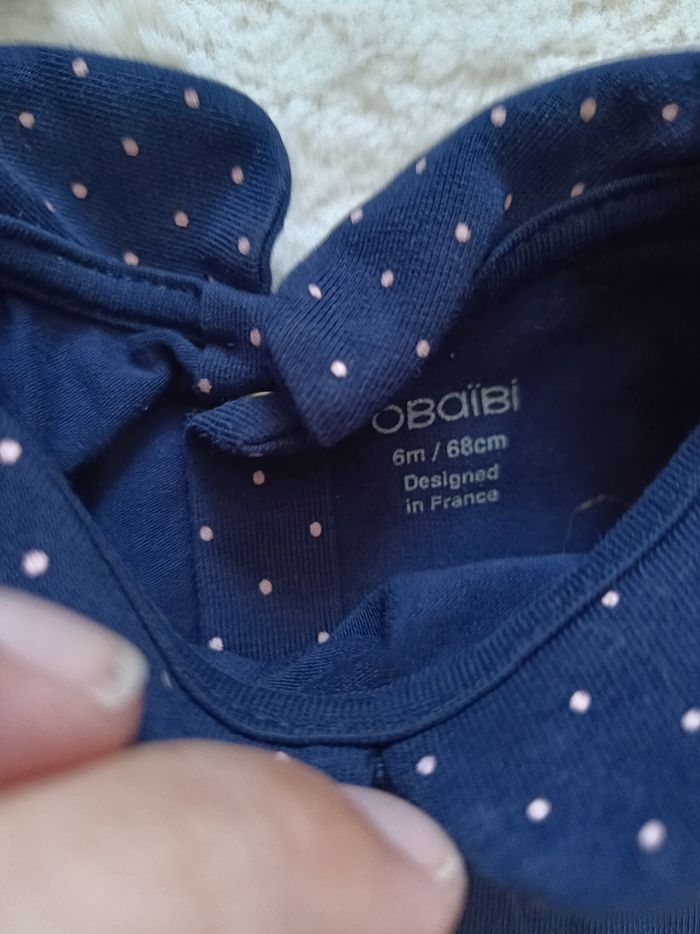 OBaïBi
6m / 68cm
Designed
in France